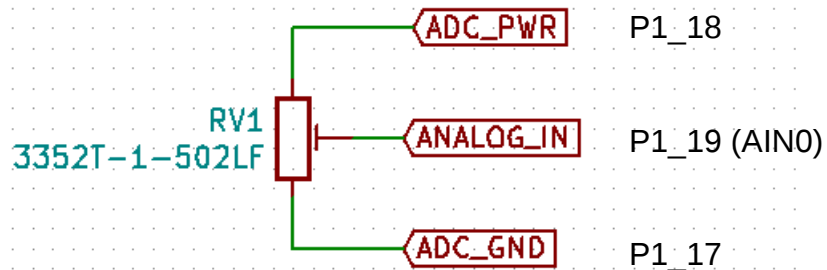 ADC_PWR P1_18
RV1
3352T-1-502LF
ANALOG_IN P1_19 (AIN0)
ADC_GND P1_17